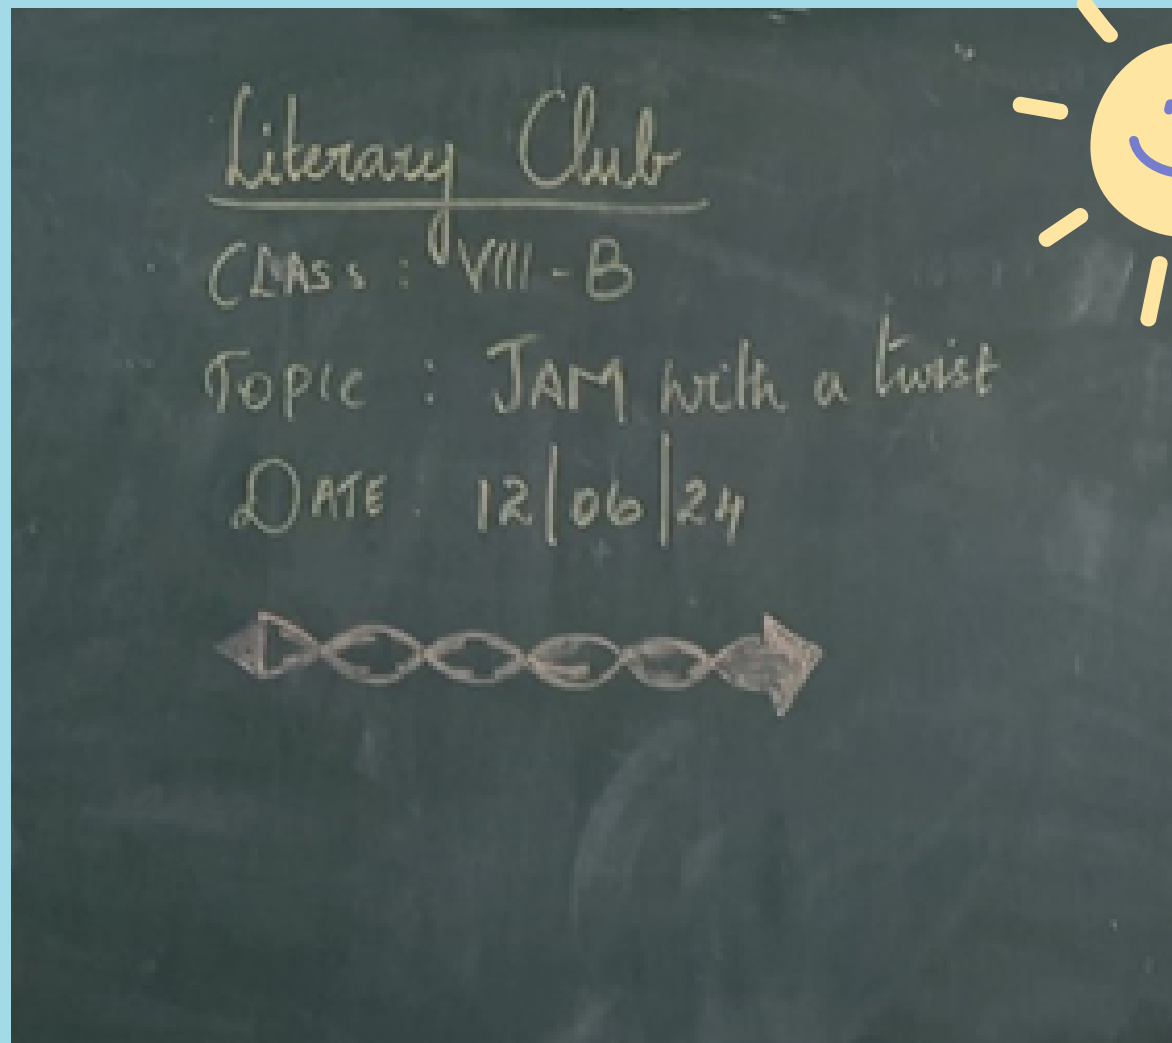 Literary Club
CLASS : VIII - B
TOPIC : JAM with a twist
DATE : 12|06|24